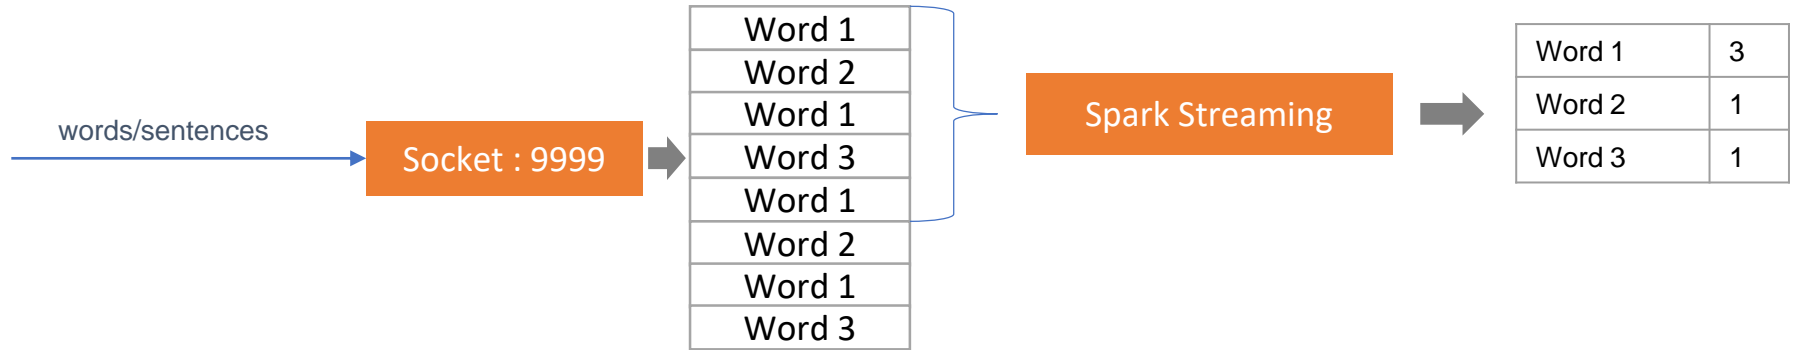 words/sentences
Socket : 9999
Word 1
Word 2
Word 1
Word 3
Word 1
Word 2
Word 1
Word 3
Spark Streaming
Word 1 3
Word 2 1
Word 3 1